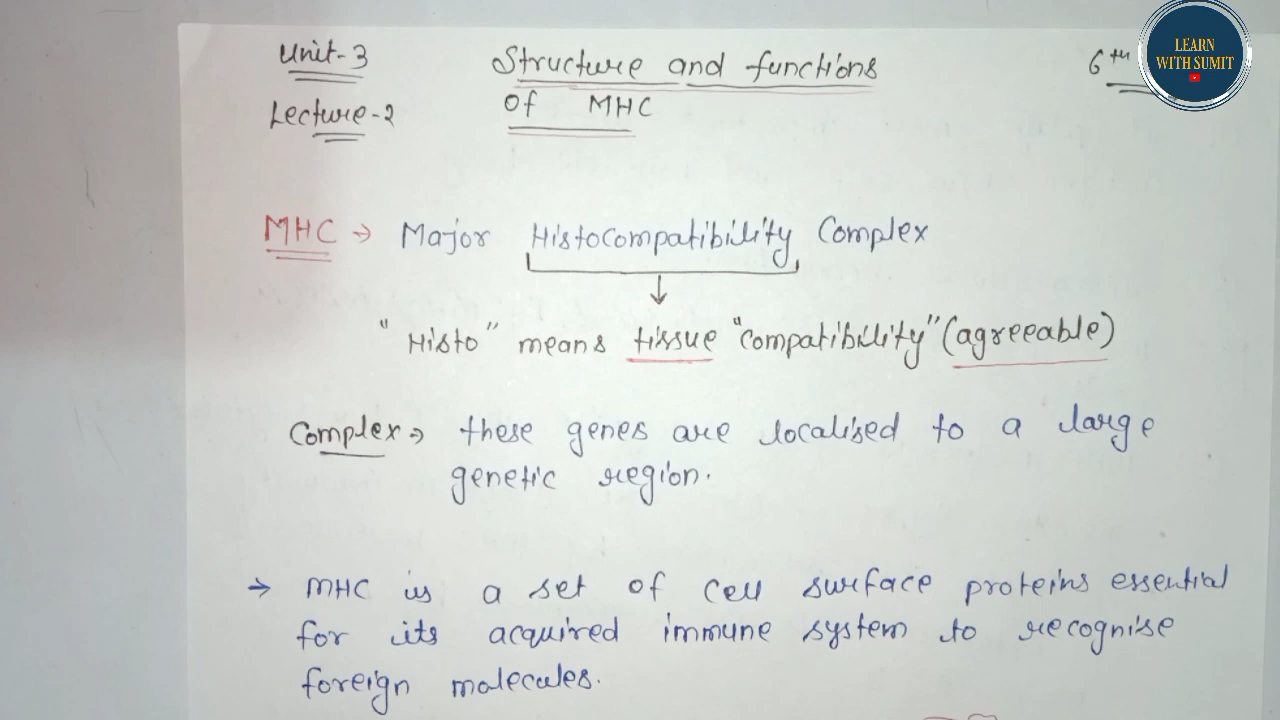 Unit-3
Structure and functions
6th
LEARN
WITH SUMIT
Lecture-2
Of MHC
MHC → Major Histocompatibility Complex
"Histo" means tissue "compatibility" (agreeable)
Complex → these genes are localised to a large
genetic region.
→ MHC is a set of cell surface proteins essential
for its acquired immune system to recognise
foreign molecules.